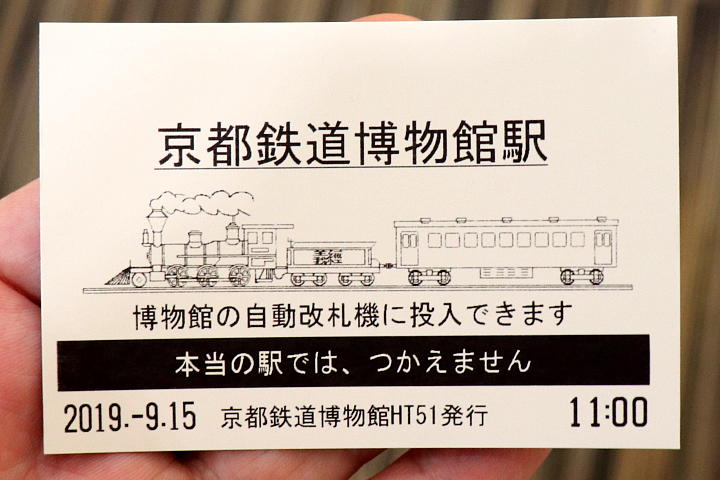 京都鉄道博物館駅
博物館の自動改札機に投入できます
本当の駅では、つかえません
2019.-9.15 京都鉄道博物館HT51発行 11:00